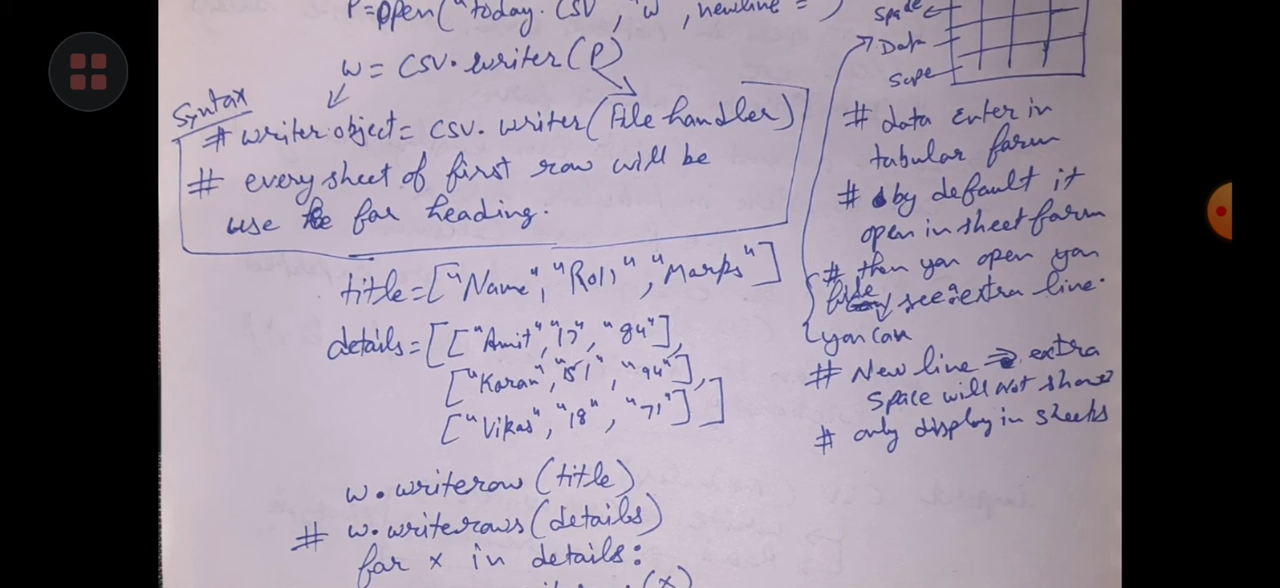 P=open("today.csv", "w", newline="")
w = csv.writer(P)
Syntax
# writer object = csv.writer(File handler)
# every sheet of first row will be
use for heading.
title=["Name", "Roll", "Marks"]
details=[["Amit", "17", "84"],
["Karan", "51", "94"],
["Vikas", "18", "71"]]
w.writerow(title)
# w.writerows(details)
for x in details:
(x)
Space
Data
# data enter in
tabular form
# by default it
open in sheet form
# then you open you
file see extra line.
you can
# New line → extra
space will not show
# only display in sheets